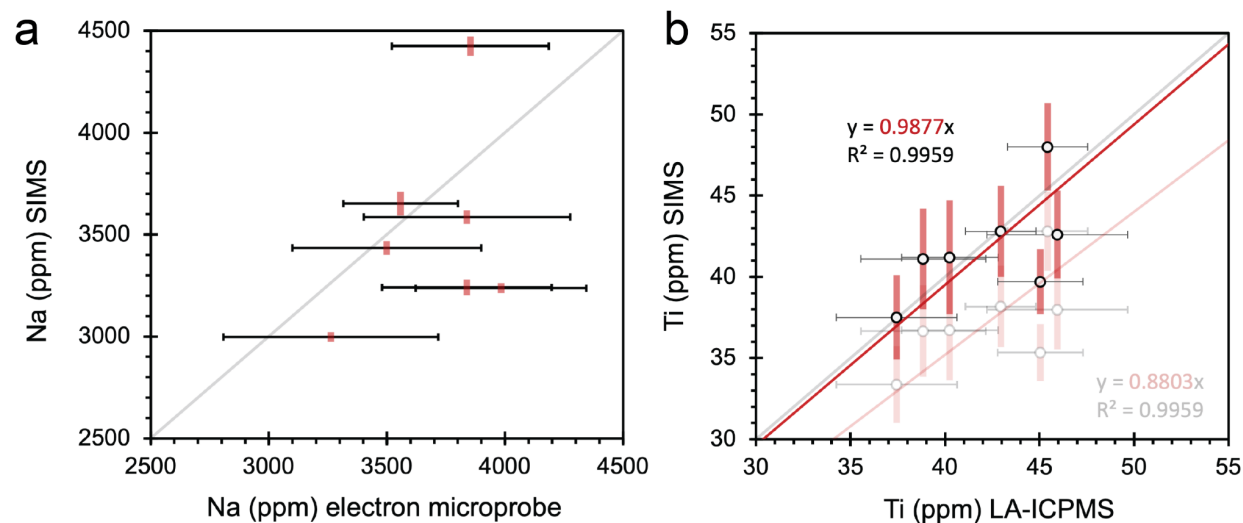 a
4500
4000
3500
3000
2500
Na (ppm) SIMS
2500 3000 3500 4000 4500
Na (ppm) electron microprobe
b
55
50
45
40
35
30
Ti (ppm) SIMS
y = 0.9877x
R² = 0.9959
y = 0.8803x
R² = 0.9959
30 35 40 45 50 55
Ti (ppm) LA-ICPMS